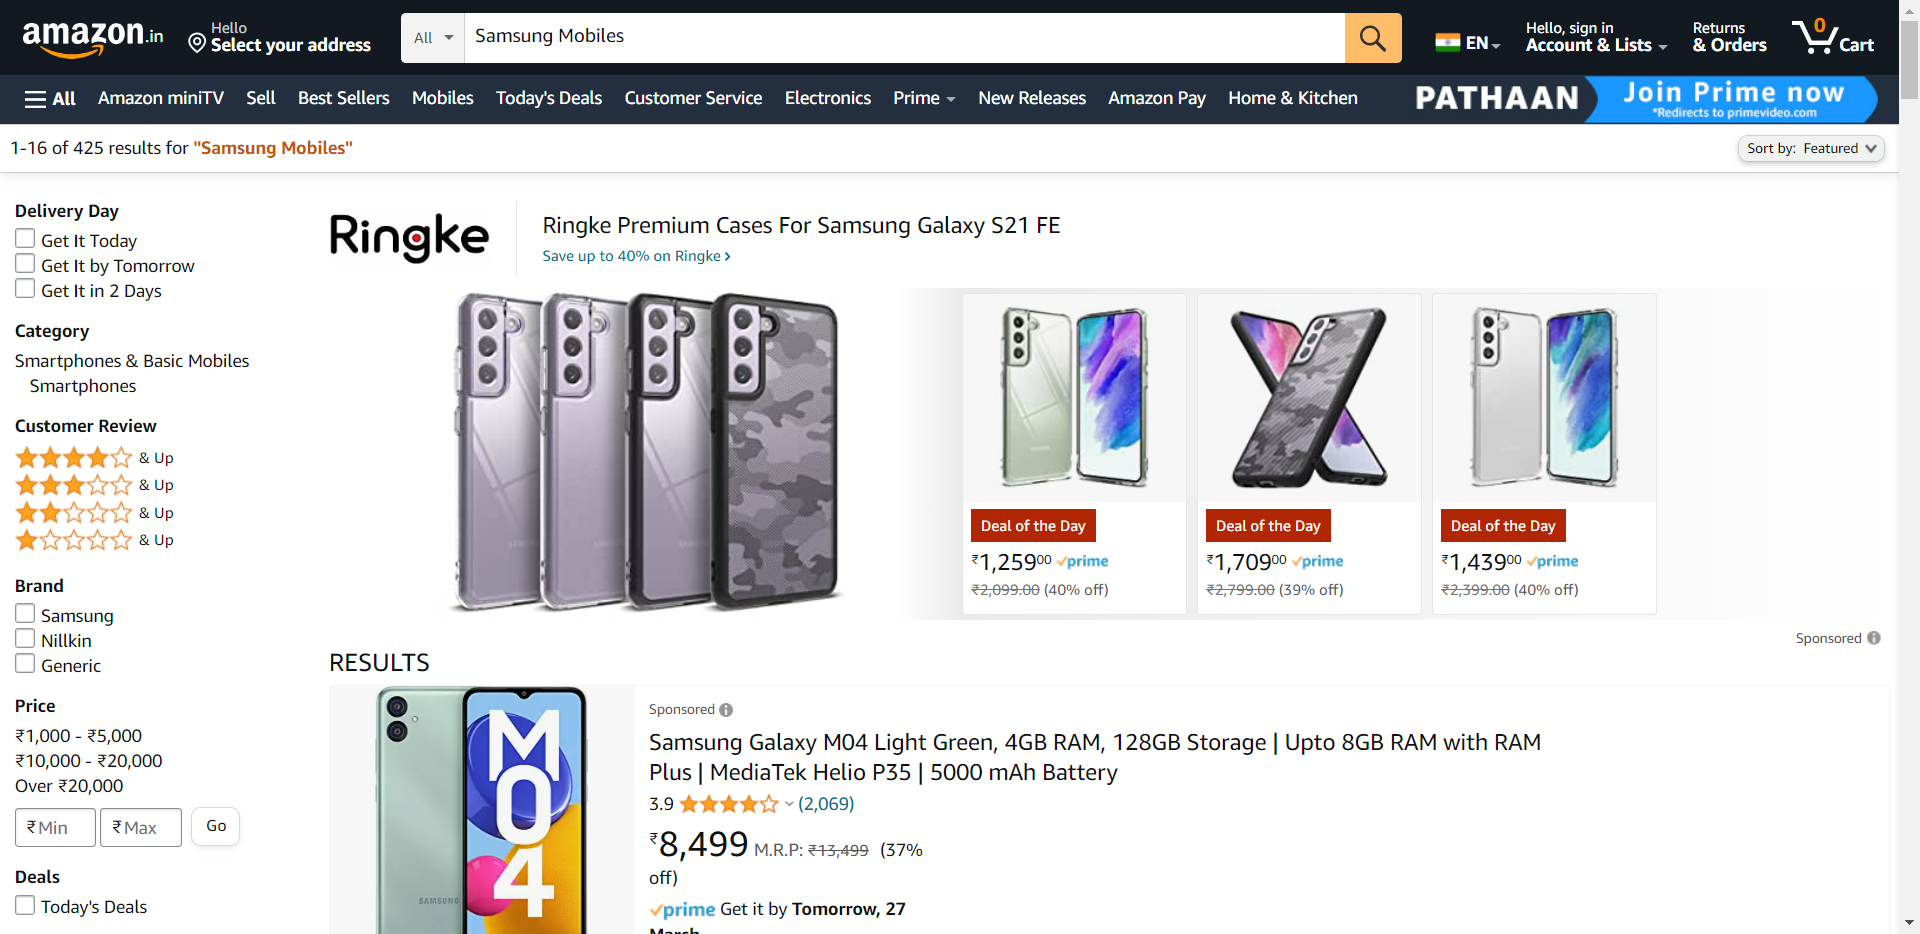 amazon.in
Hello
Select your address
All
Samsung Mobiles
EN
Hello, sign in
Account & Lists
Returns
& Orders
0
Cart
All
Amazon miniTV
Sell
Best Sellers
Mobiles
Today's Deals
Customer Service
Electronics
Prime
New Releases
Amazon Pay
Home & Kitchen
PATHAAN
Join Prime now
*Redirects to primevideo.com
1-16 of 425 results for "Samsung Mobiles"
Sort by: Featured
Delivery Day
Get It Today
Get It by Tomorrow
Get It in 2 Days
Category
Smartphones & Basic Mobiles
Smartphones
Customer Review
& Up
& Up
& Up
& Up
Brand
Samsung
Nillkin
Generic
Price
₹1,000 - ₹5,000
₹10,000 - ₹20,000
Over ₹20,000
₹ Min
₹ Max
Go
Deals
Today's Deals
Ringke
Ringke Premium Cases For Samsung Galaxy S21 FE
Save up to 40% on Ringke ›
Deal of the Day
₹1,25900 prime
₹2,099.00 (40% off)
Deal of the Day
₹1,70900 prime
₹2,799.00 (39% off)
Deal of the Day
₹1,43900 prime
₹2,399.00 (40% off)
Sponsored
RESULTS
M04
SAMSUNG
Sponsored
Samsung Galaxy M04 Light Green, 4GB RAM, 128GB Storage | Upto 8GB RAM with RAM
Plus | MediaTek Helio P35 | 5000 mAh Battery
3.9 (2,069)
₹8,499 M.R.P: ₹13,499 (37%
off)
prime Get it by Tomorrow, 27
March